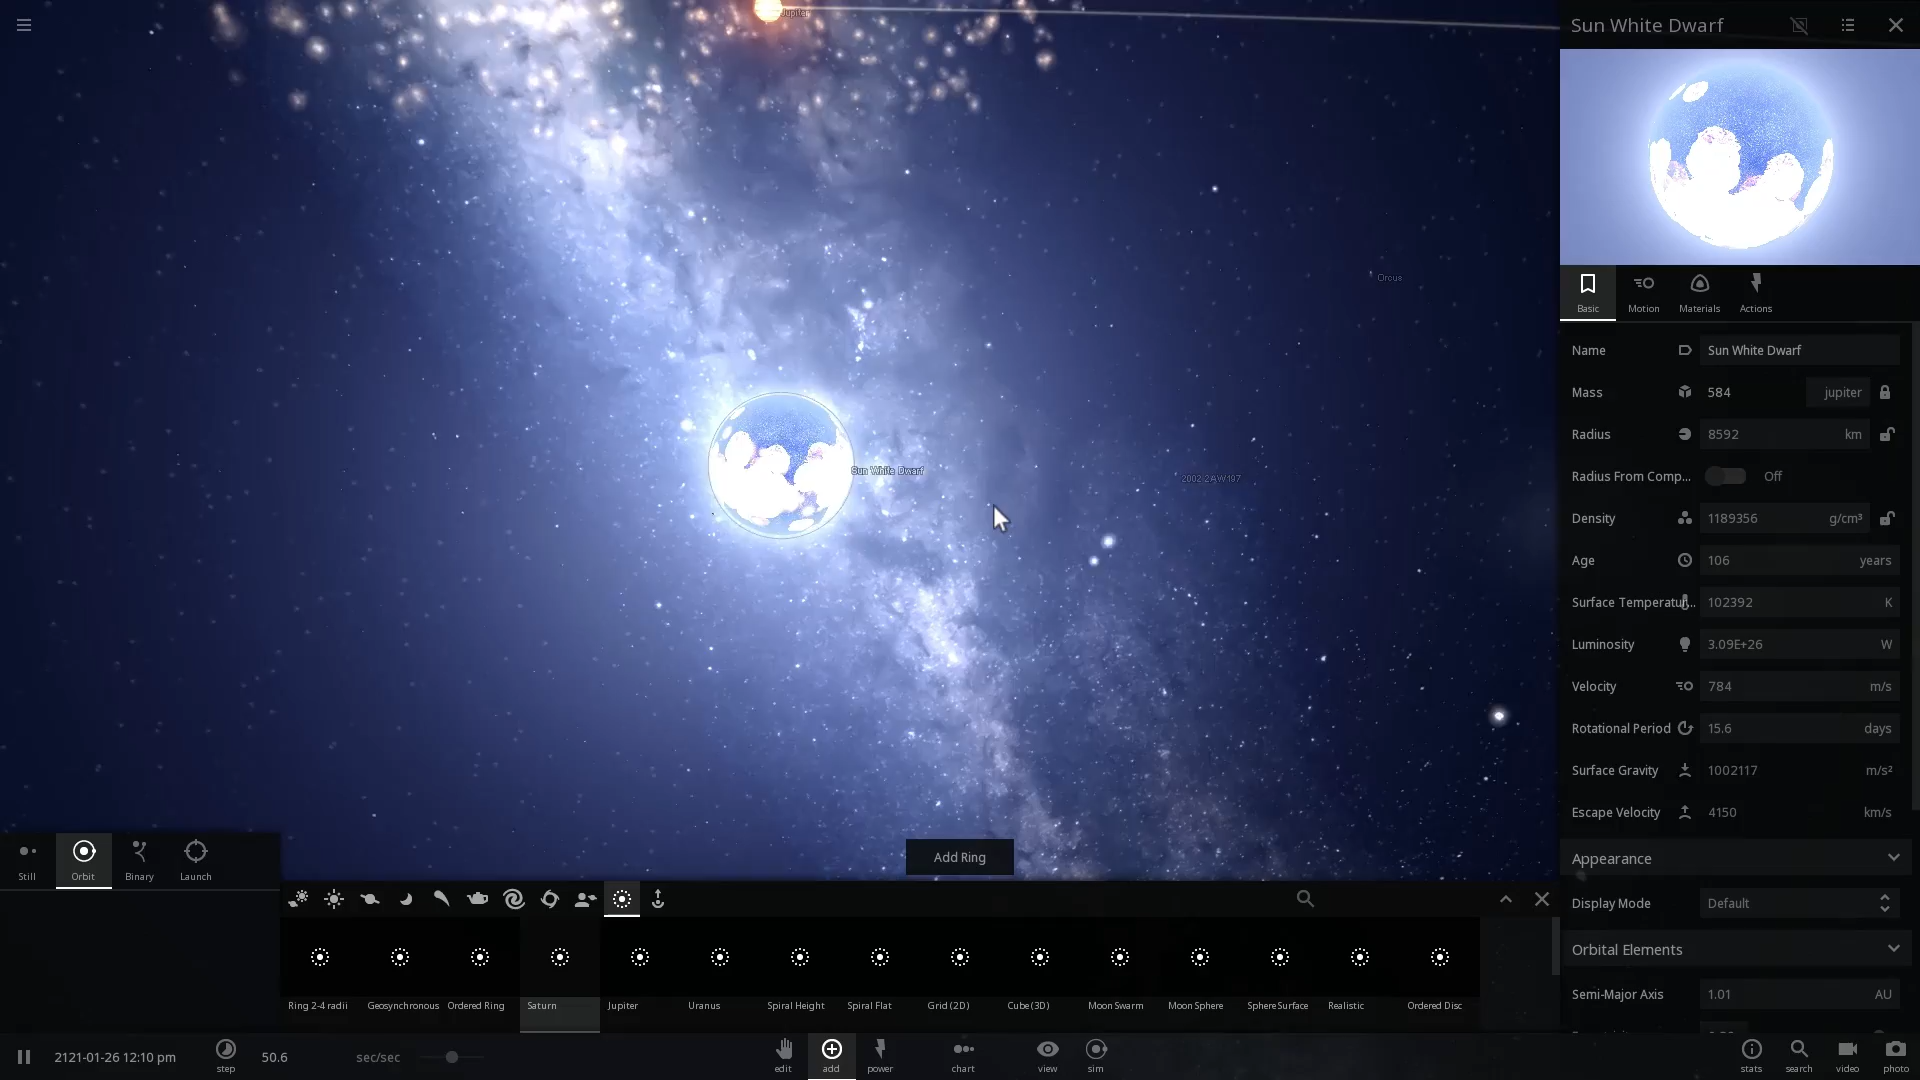 Jupiter
Sun White Dwarf
Orcus
2002 2AW197
Sun White Dwarf
Basic
Motion
Materials
Actions
Name
Sun White Dwarf
Mass
584
jupiter
Radius
8592
km
Radius From Comp...
Off
Density
1189356
g/cm³
Age
106
years
Surface Temperatur...
102392
K
Luminosity
3.09E+26
W
Velocity
784
m/s
Rotational Period
15.6
days
Surface Gravity
1002117
m/s²
Escape Velocity
4150
km/s
Appearance
Display Mode
Default
Orbital Elements
Semi-Major Axis
1.01
AU
Still
Orbit
Binary
Launch
Add Ring
Ring 2-4 radii
Geosynchronous
Ordered Ring
Saturn
Jupiter
Uranus
Spiral Height
Spiral Flat
Grid (2D)
Cube (3D)
Moon Swarm
Moon Sphere
Sphere Surface
Realistic
Ordered Disc
2121-01-26 12:10 pm
step
50.6
sec/sec
edit
add
power
chart
view
sim
stats
search
video
photo